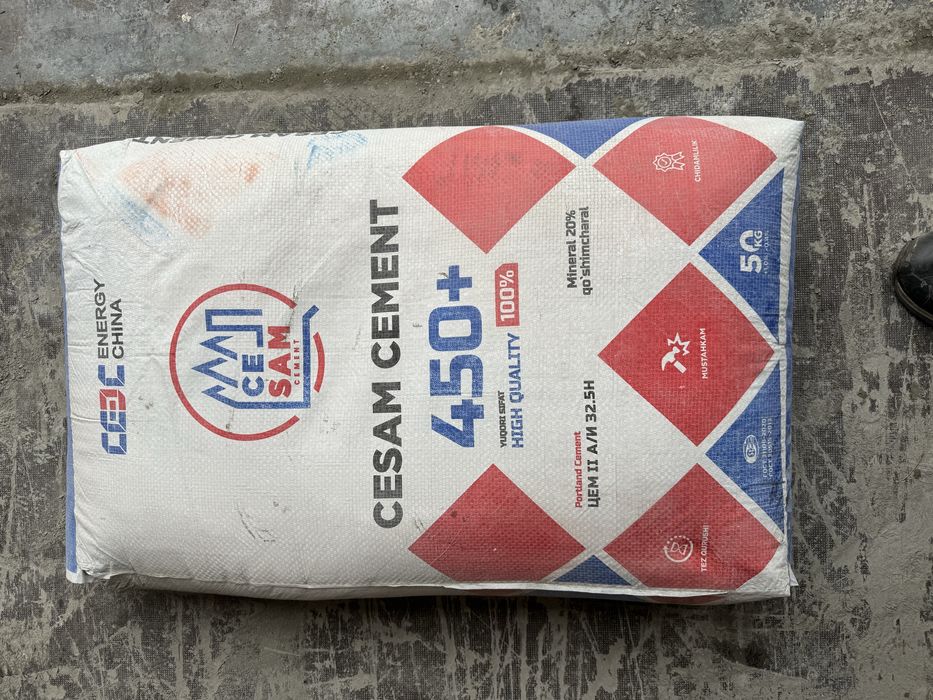 CEEC ENERGY
CHINA
CE
SAM
CEMENT
CESAM CEMENT
450+
YUQORI SIFAT
HIGH QUALITY 100%
Portland Cement
ЦЕМ II А/И 32.5Н
Mineral 20%
qo`shimcharal
TEZ QURUSHI
MUSTAHKAM
CHIDAMLILIK
50
KG